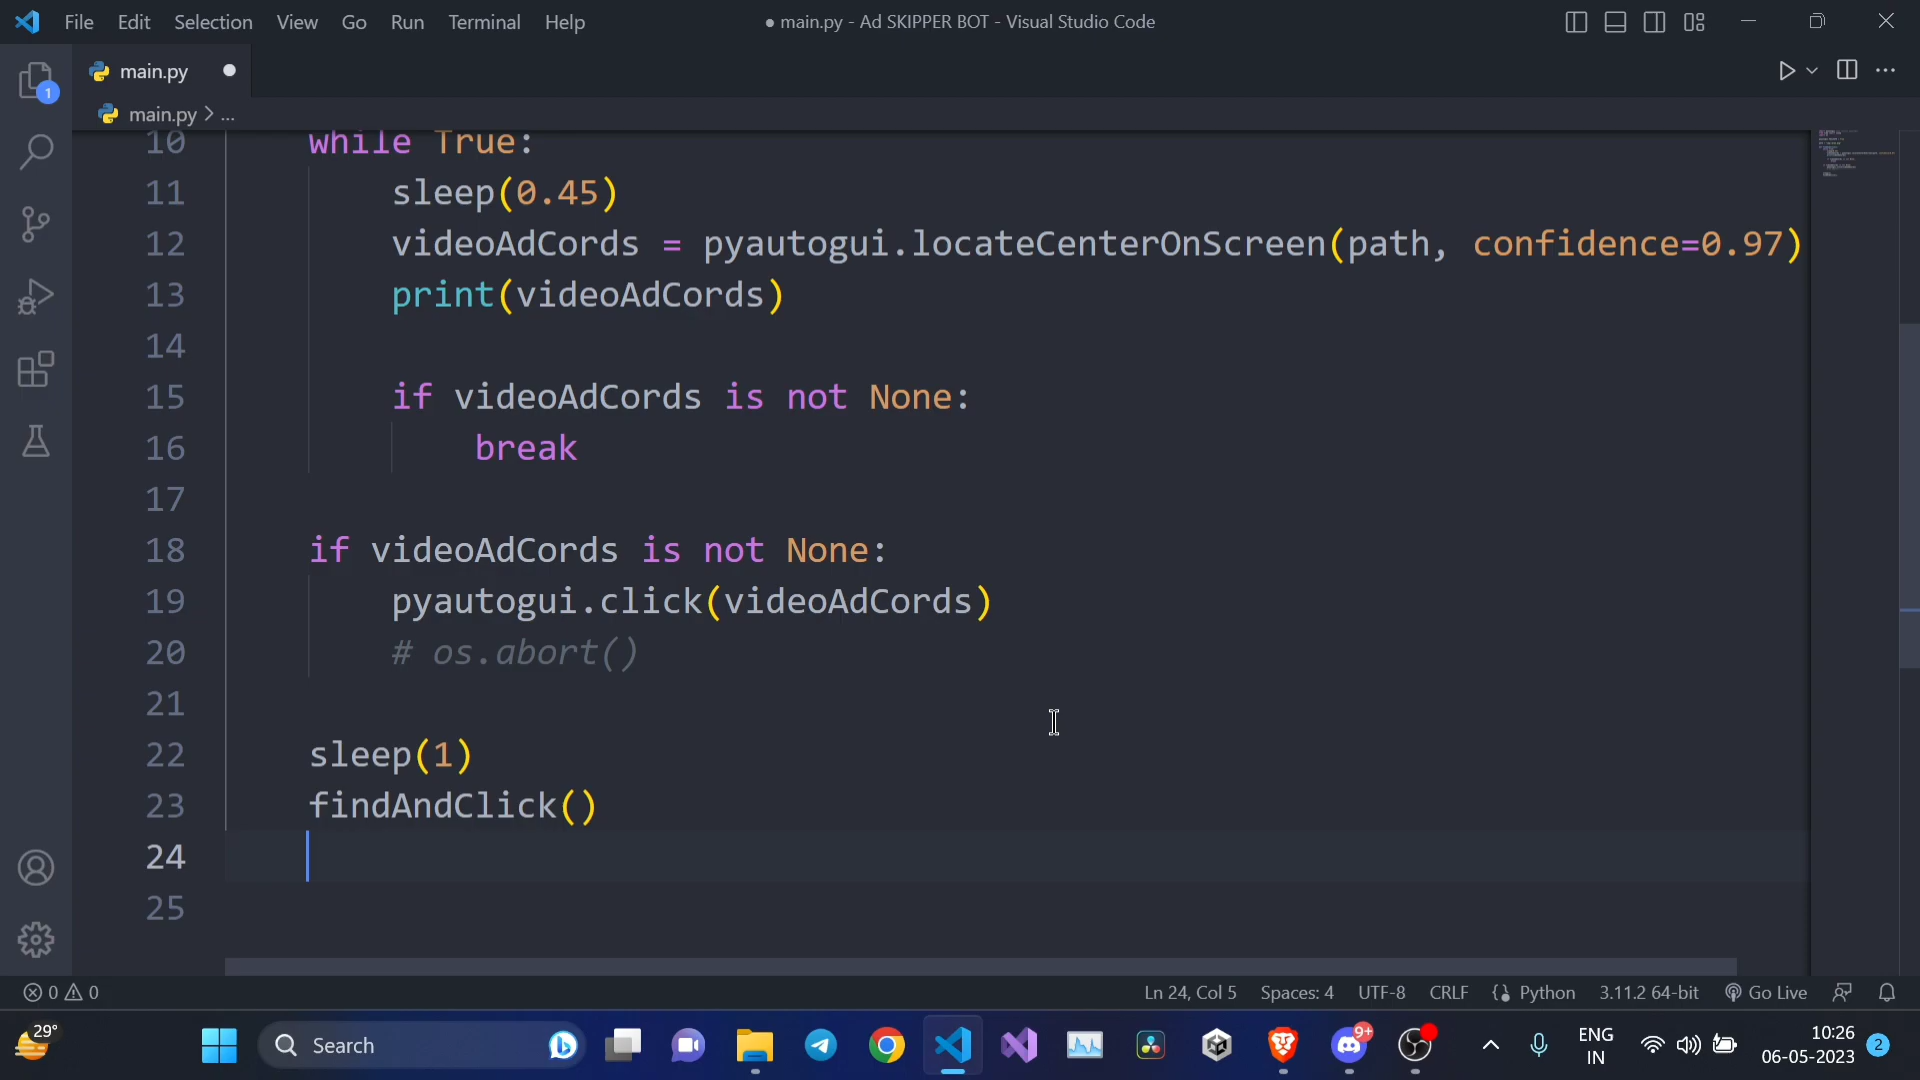 File Edit Selection View Go Run Terminal Help
● main.py - Ad SKIPPER BOT - Visual Studio Code
1
main.py
main.py > ...
10 while True:
11 sleep(0.45)
12 videoAdCords = pyautogui.locateCenterOnScreen(path, confidence=0.97)
13 print(videoAdCords)
14
15 if videoAdCords is not None:
16 break
17
18 if videoAdCords is not None:
19 pyautogui.click(videoAdCords)
20 # os.abort()
21
22 sleep(1)
23 findAndClick()
24
25
0 0 Ln 24, Col 5 Spaces: 4 UTF-8 CRLF Python 3.11.2 64-bit Go Live
29° Search 9+ ENG 10:26
IN 06-05-2023 2